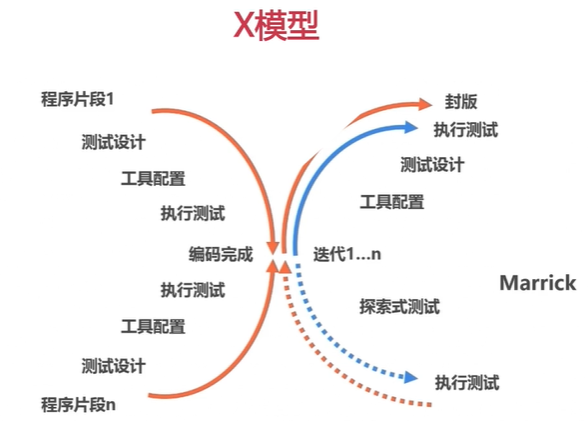 X模型
程序片段1
测试设计
工具配置
执行测试
编码完成
执行测试
工具配置
测试设计
程序片段n
封版
执行测试
测试设计
工具配置
迭代1...n
探索式测试
执行测试
Marrick